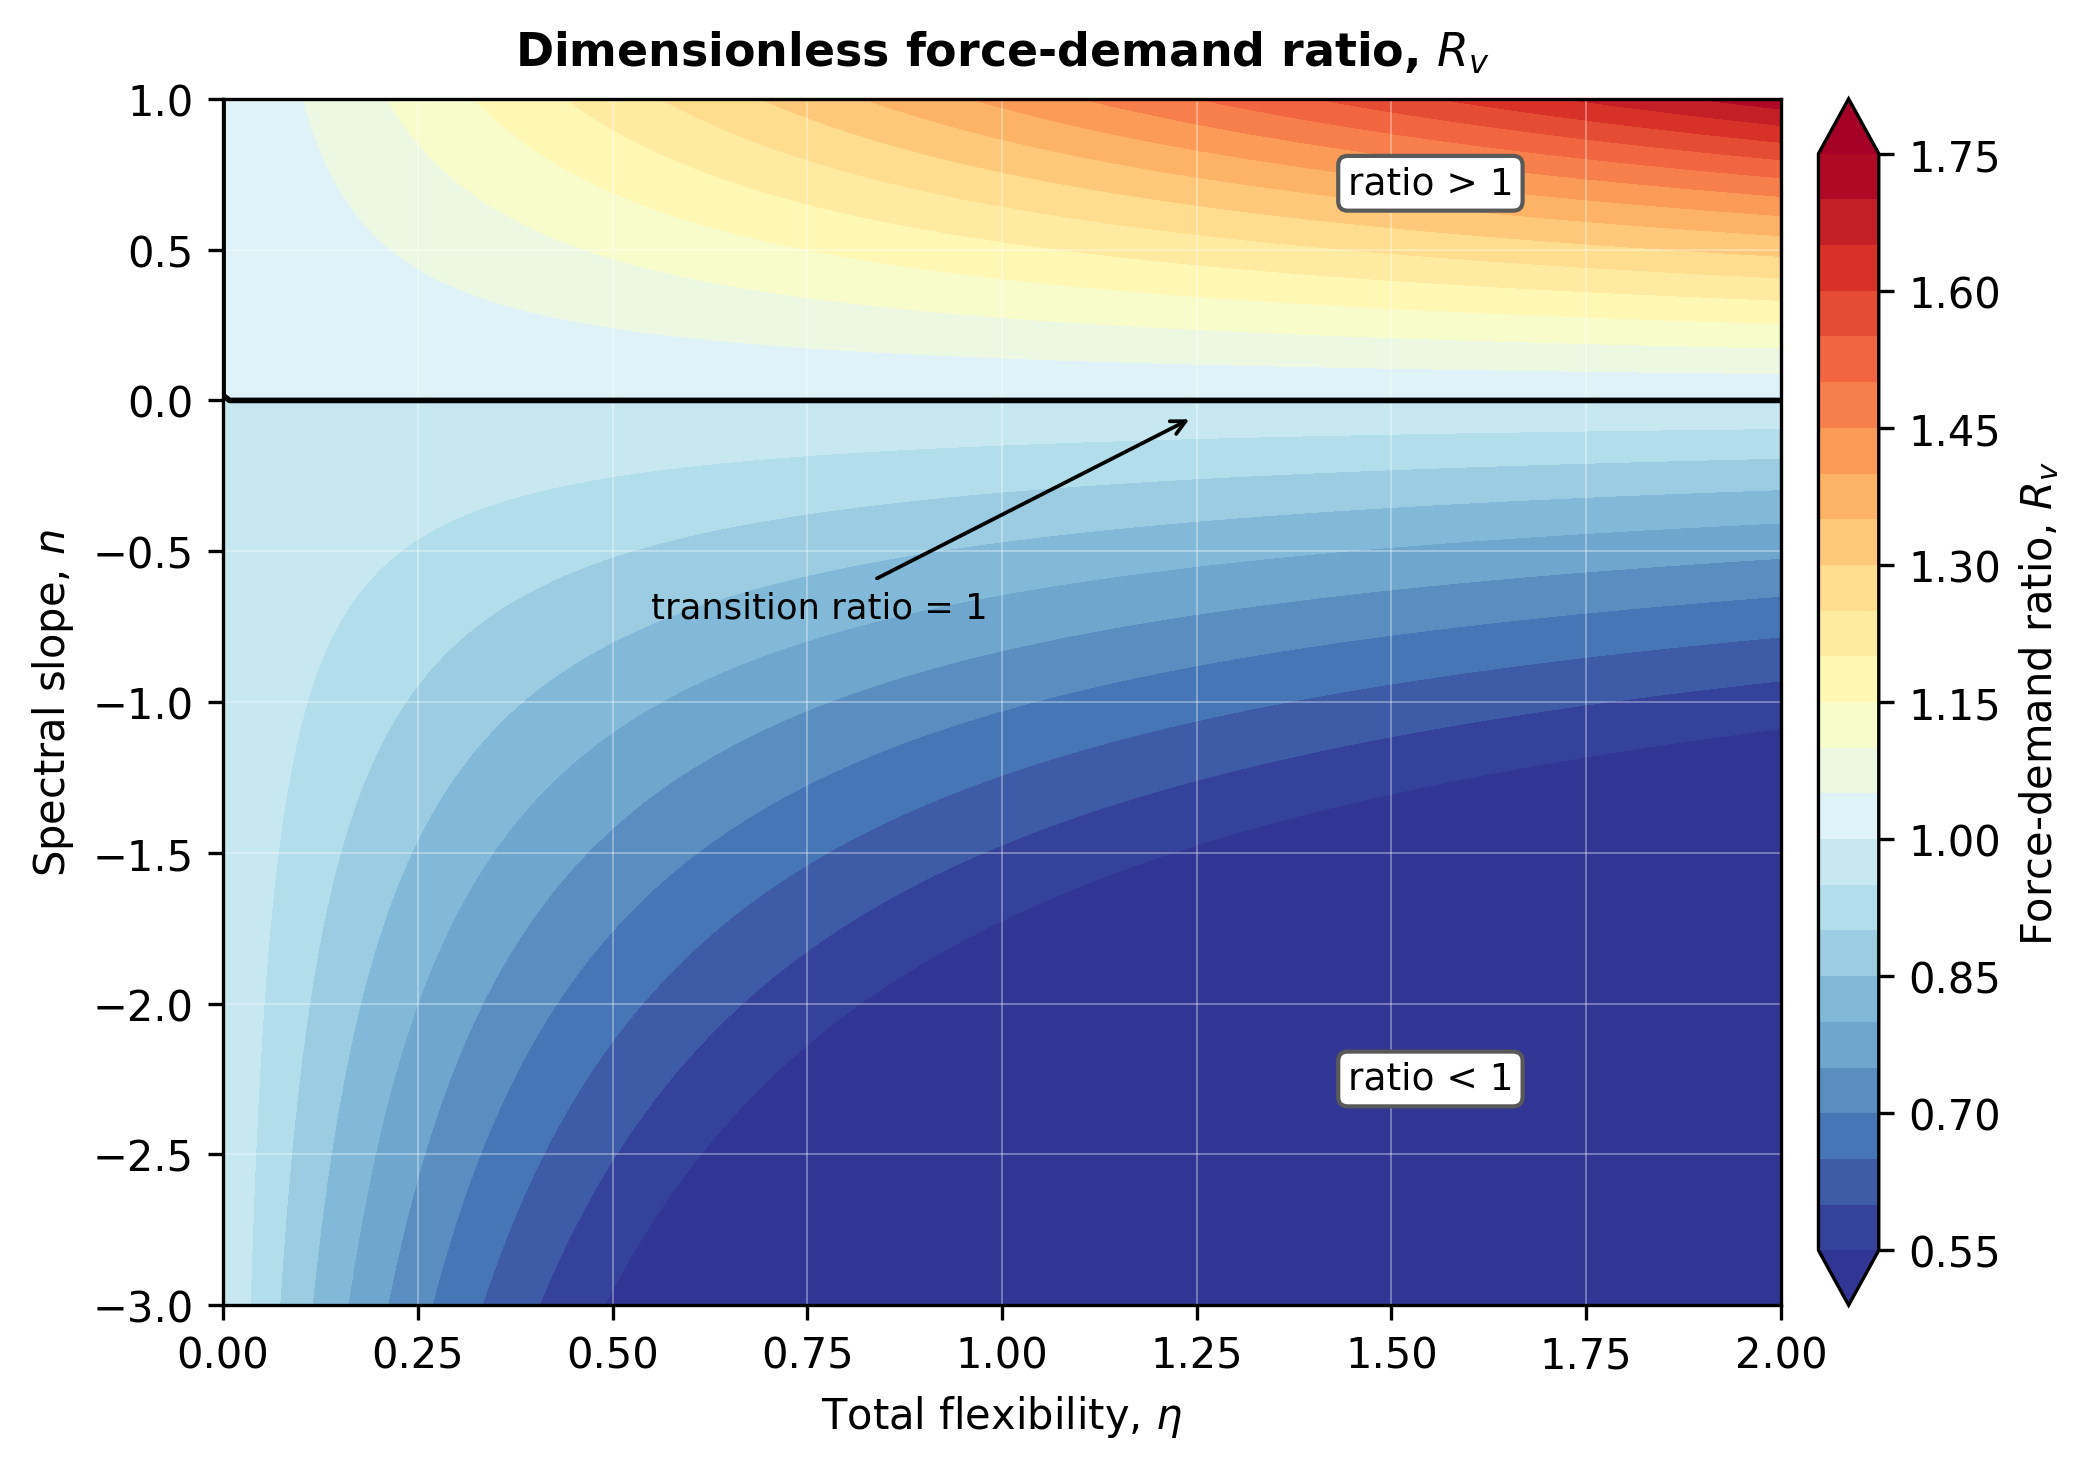 Dimensionless force-demand ratio, Rᵥ
1.0
0.5
0.0
−0.5
−1.0
−1.5
−2.0
−2.5
−3.0
Spectral slope, n
ratio > 1
transition ratio = 1
ratio < 1
0.00 0.25 0.50 0.75 1.00 1.25 1.50 1.75 2.00
Total flexibility, η
1.75
1.60
1.45
1.30
1.15
1.00
0.85
0.70
0.55
Force-demand ratio, Rᵥ